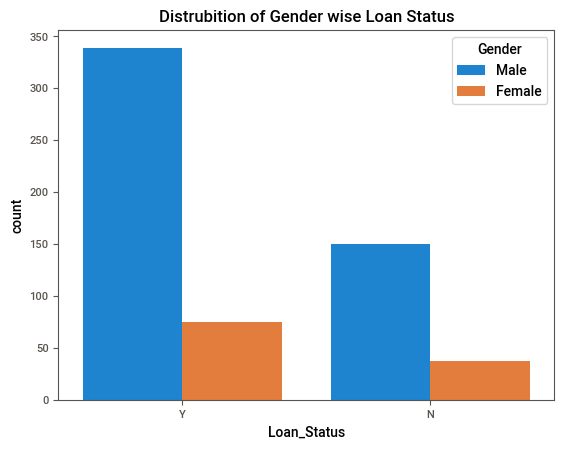 Distrubition of Gender wise Loan Status
350
300
250
200
150
100
50
0
count
Gender
Male
Female
Y
N
Loan_Status